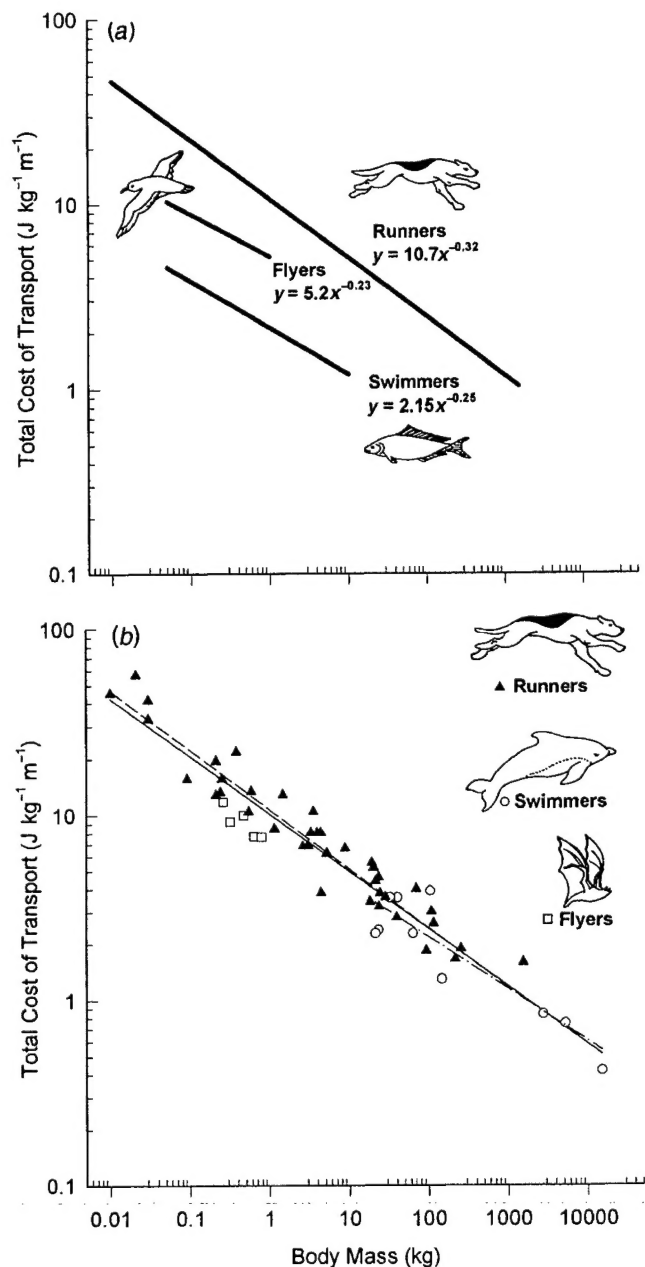 (a)
Total Cost of Transport (J kg⁻¹ m⁻¹)
100
10
1
0.1
Runners
y = 10.7x⁻⁰·³²
Flyers
y = 5.2x⁻⁰·²³
Swimmers
y = 2.15x⁻⁰·²⁵
(b)
Total Cost of Transport (J kg⁻¹ m⁻¹)
100
10
1
0.1
▲ Runners
○ Swimmers
□ Flyers
0.01 0.1 1 10 100 1000 10000
Body Mass (kg)